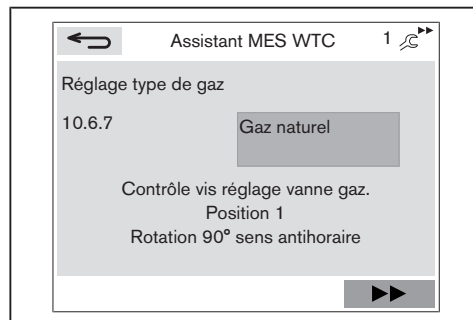 Assistant MES WTC 1
Réglage type de gaz
10.6.7 Gaz naturel
Contrôle vis réglage vanne gaz.
Position 1
Rotation 90° sens antihoraire